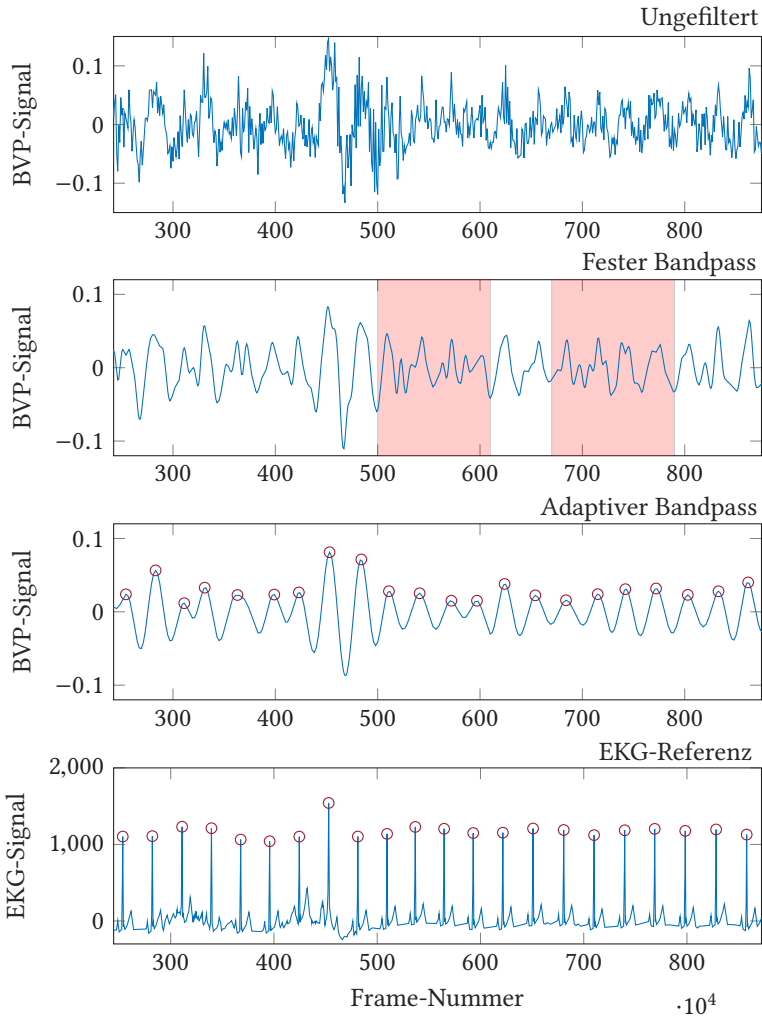 Ungefiltert
BVP-Signal
0.1
0
−0.1
300 400 500 600 700 800
Fester Bandpass
BVP-Signal
0.1
0
−0.1
300 400 500 600 700 800
Adaptiver Bandpass
BVP-Signal
0.1
0
−0.1
300 400 500 600 700 800
EKG-Referenz
EKG-Signal
2,000
1,000
0
300 400 500 600 700 800
Frame-Nummer
·10⁴